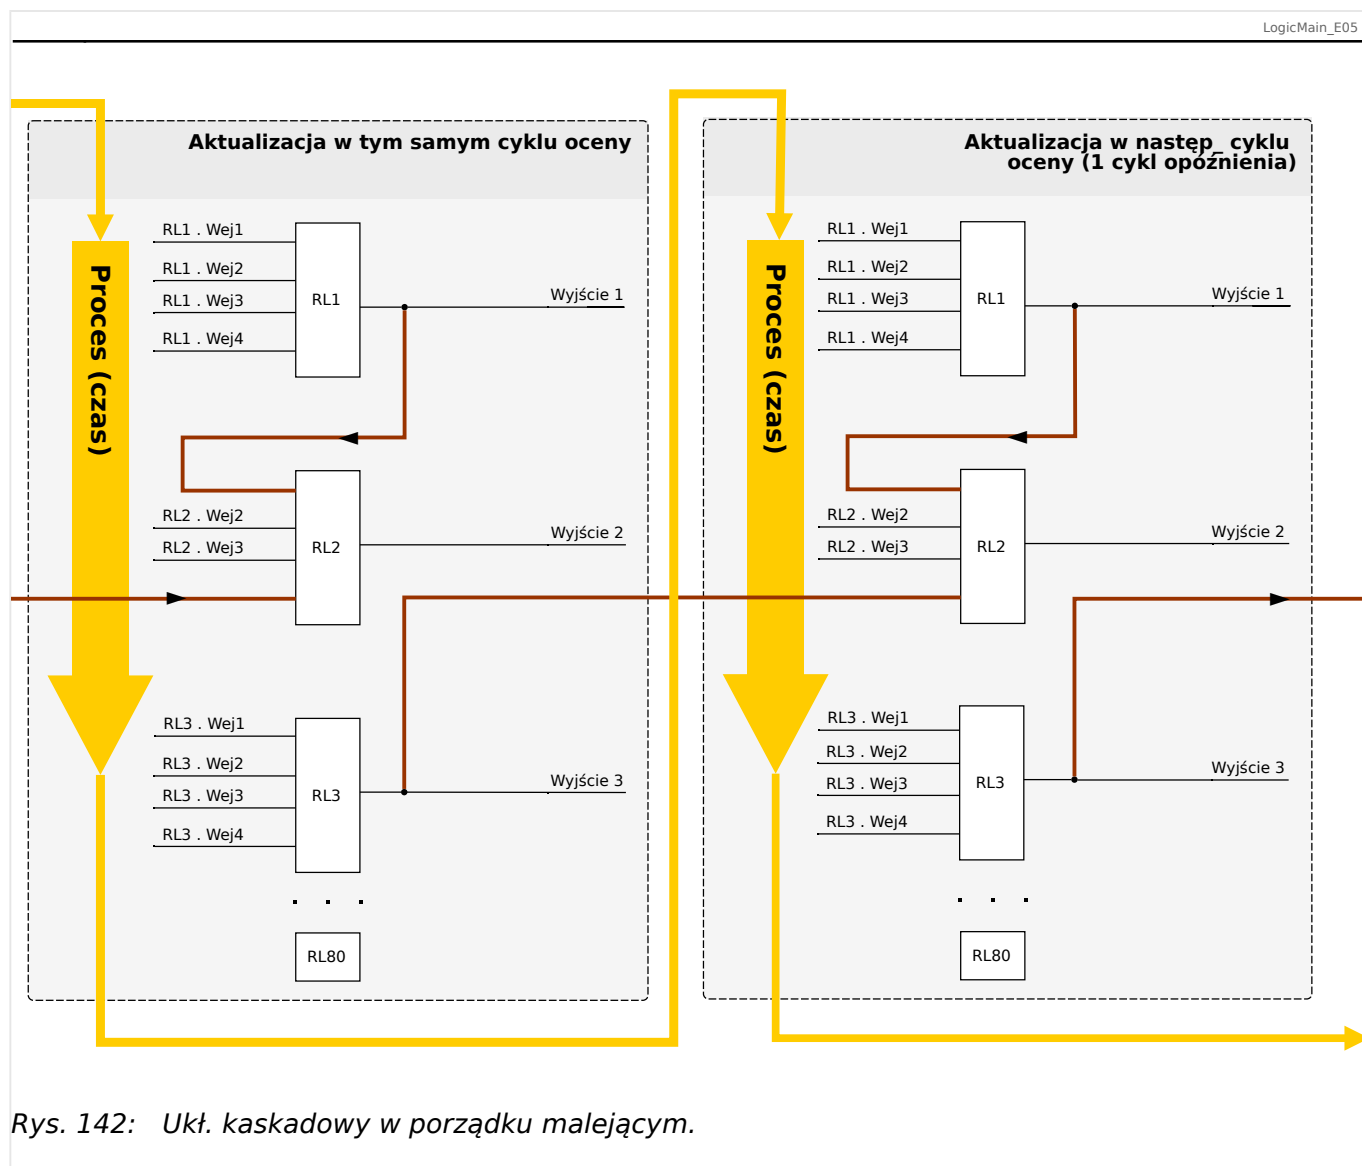 LogicMain_E05
Aktualizacja w tym samym cyklu oceny
Proces (czas)
RL1 . Wej1
RL1 . Wej2
RL1 . Wej3
RL1 . Wej4
RL1
Wyjście 1
RL2 . Wej2
RL2 . Wej3
RL2
Wyjście 2
RL3 . Wej1
RL3 . Wej2
RL3 . Wej3
RL3 . Wej4
RL3
Wyjście 3
. . .
RL80
Aktualizacja w następ_ cyklu
oceny (1 cykl opóźnienia)
Proces (czas)
RL1 . Wej1
RL1 . Wej2
RL1 . Wej3
RL1 . Wej4
RL1
Wyjście 1
RL2 . Wej2
RL2 . Wej3
RL2
Wyjście 2
RL3 . Wej1
RL3 . Wej2
RL3 . Wej3
RL3 . Wej4
RL3
Wyjście 3
. . .
RL80
Rys. 142: Ukł. kaskadowy w porządku malejącym.